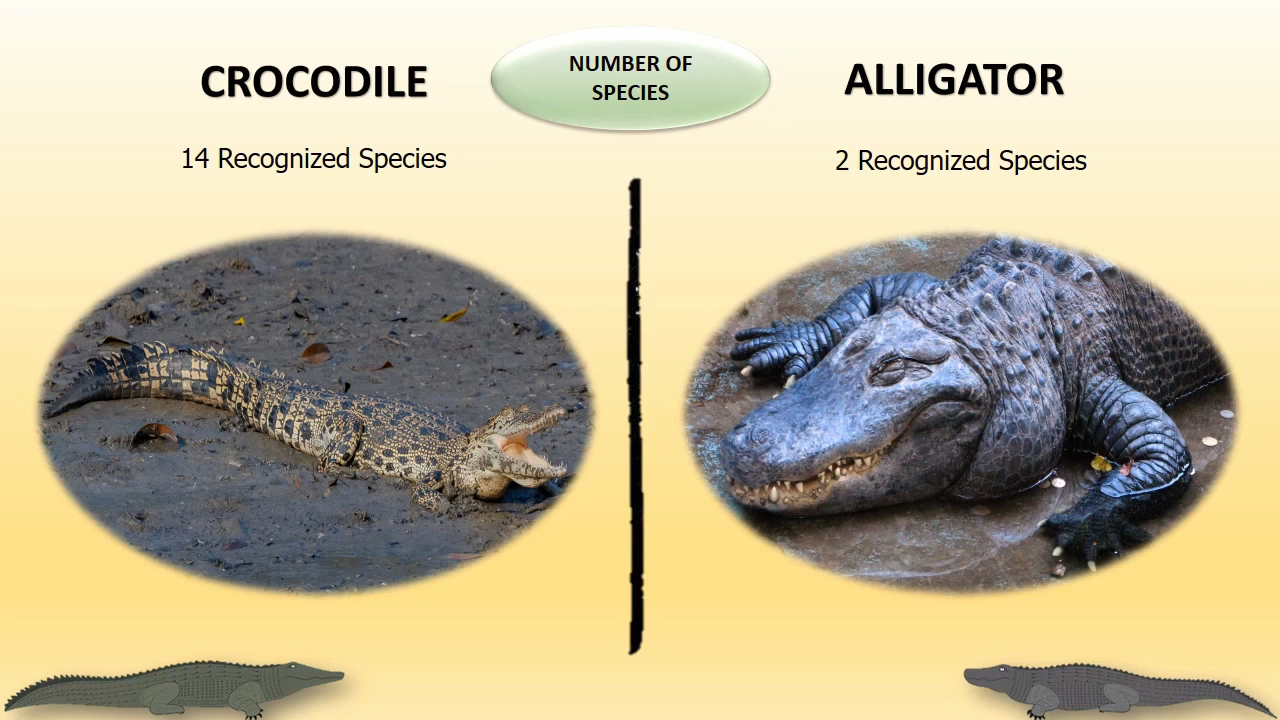 CROCODILE
NUMBER OF
SPECIES
ALLIGATOR
14 Recognized Species
2 Recognized Species